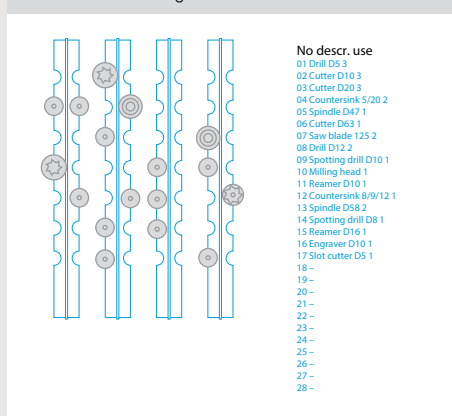 No descr. use
01 Drill D5 3
02 Cutter D10 3
03 Cutter D20 3
04 Countersink 5/20 2
05 Spindle D47 1
06 Cutter D63 1
07 Saw blade 125 2
08 Drill D12 2
09 Spotting drill D10 1
10 Milling head 1
11 Reamer D10 1
12 Countersink 8/9/12 1
13 Spindle D58 2
14 Spotting drill D8 1
15 Reamer D16 1
16 Engraver D10 1
17 Slot cutter D5 1
18 –
19 –
20 –
21 –
22 –
23 –
24 –
25 –
26 –
27 –
28 –